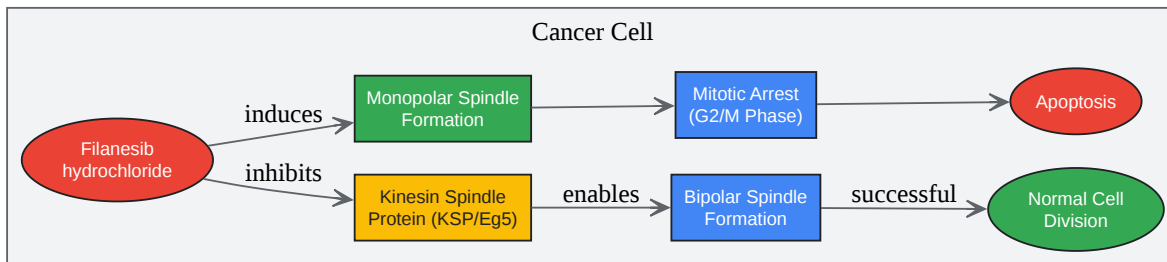 Cancer Cell
Filanesib
hydrochloride
induces
Monopolar Spindle
Formation
Mitotic Arrest
(G2/M Phase)
Apoptosis
inhibits
Kinesin Spindle
Protein (KSP/Eg5)
enables
Bipolar Spindle
Formation
successful
Normal Cell
Division